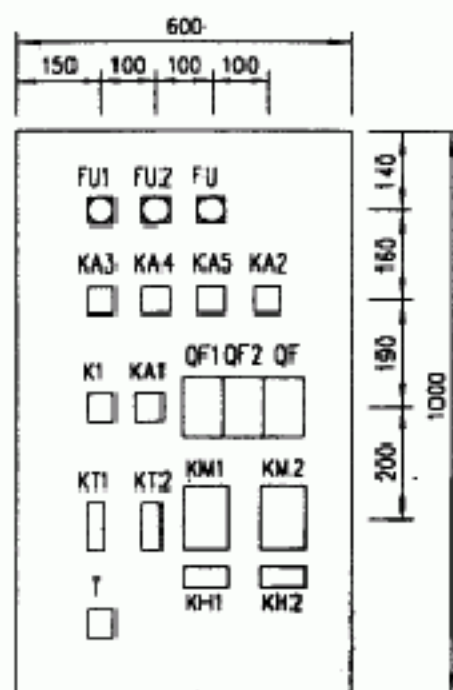 600
150 100 100 100
FU1 FU2 FU
140
KA3 KA4 KA5 KA2
160
QF1 QF2 QF
190
K1 KA1
1000
KT1 KT2 KM1 KM2
200
T
KH1 KH2